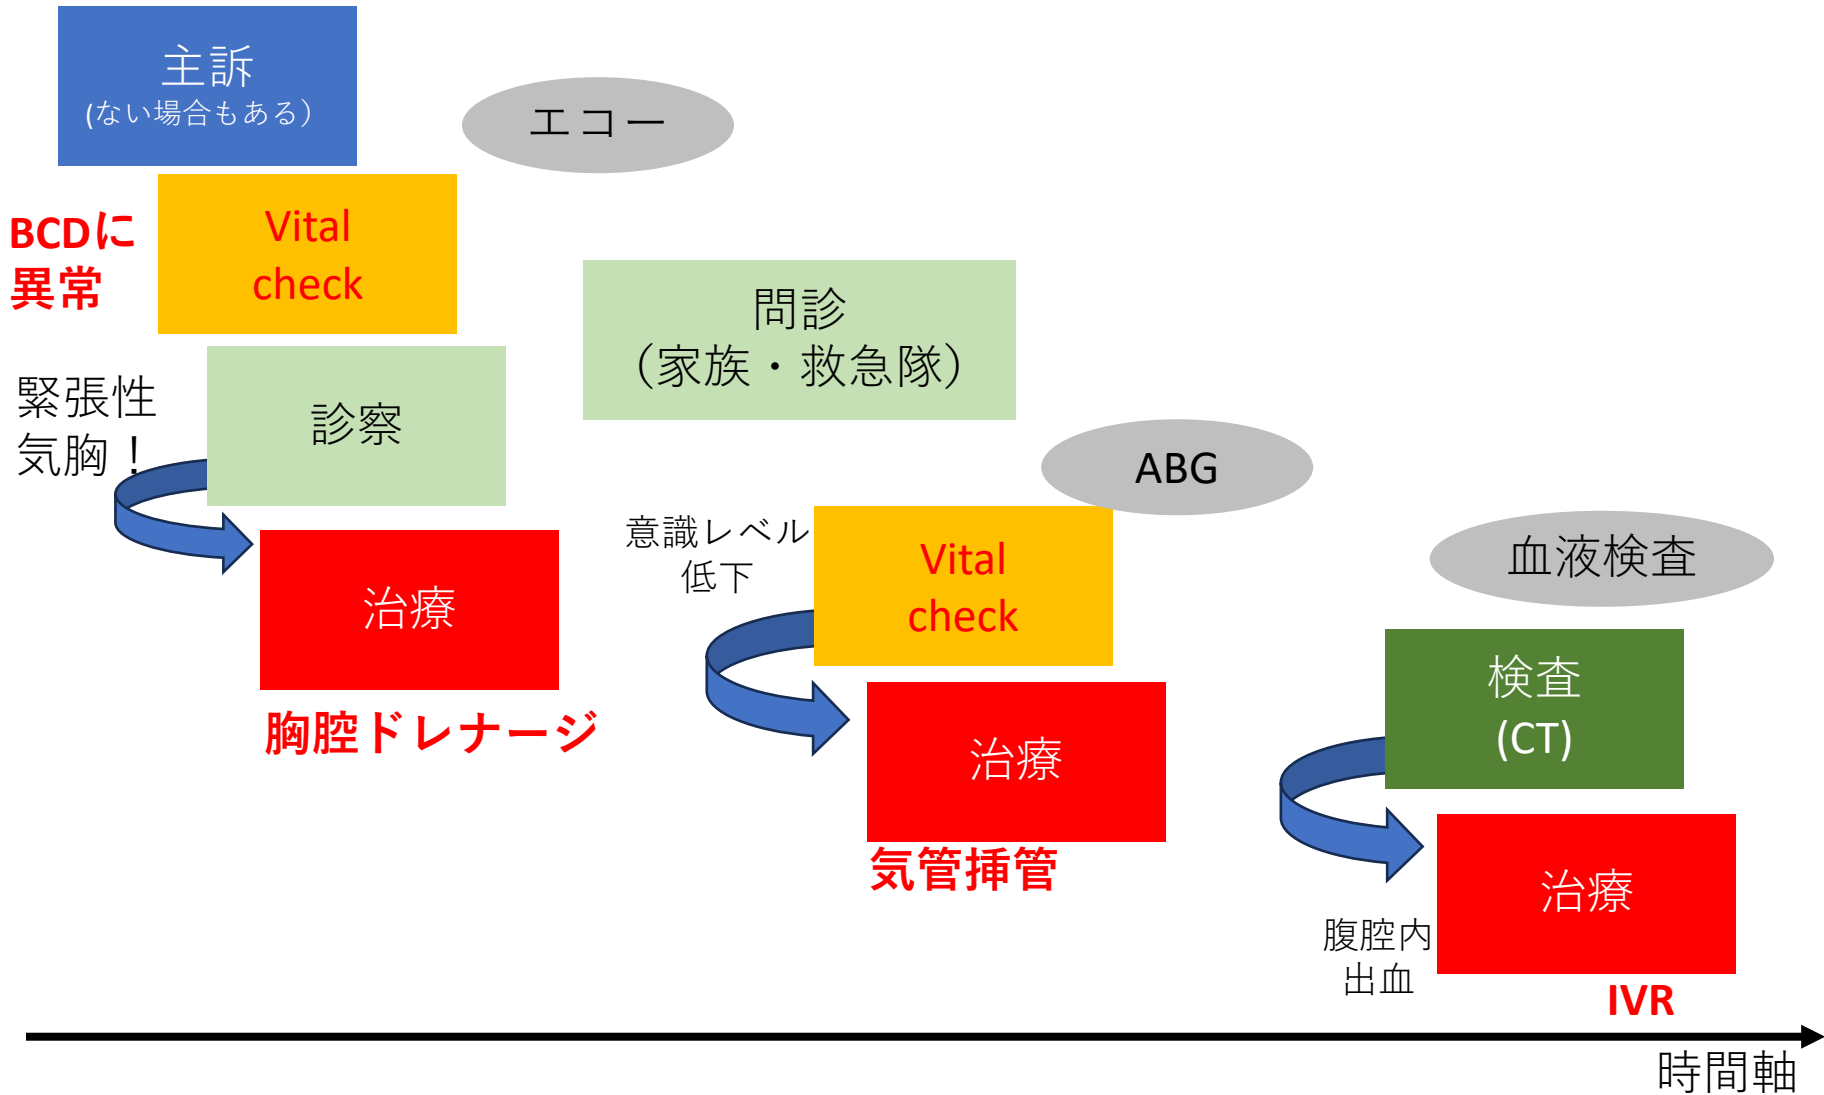 主訴
(ない場合もある）
エコー
BCDに
異常
Vital
check
問診
（家族・救急隊）
緊張性
気胸！
診察
ABG
意識レベル
低下
Vital
check
血液検査
治療
胸腔ドレナージ
検査
(CT)
治療
気管挿管
治療
腹腔内
出血
IVR
時間軸